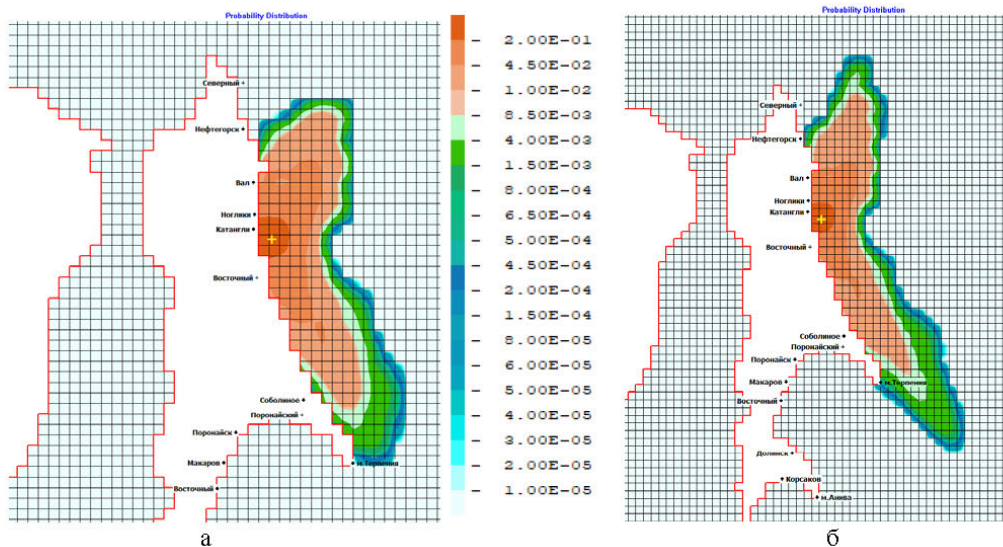 Probability Distribution
Северный
Нефтегорск
Вал
Ноглики
Катангли
Восточный
Соболиное
Поронайский
Поронайск
Макаров
м.Терпения
Восточный
а
2.00E-01
4.50E-02
1.00E-02
8.50E-03
4.00E-03
1.50E-03
8.00E-04
6.50E-04
5.00E-04
4.50E-04
2.00E-04
1.50E-04
8.00E-05
6.00E-05
5.00E-05
4.00E-05
3.00E-05
2.00E-05
1.00E-05
Probability Distribution
Северный
Нефтегорск
Вал
Ноглики
Катангли
Восточный
Соболиное
Поронайский
Поронайск
Макаров
м.Терпения
Восточный
Долинск
Корсаков
м.Анива
б